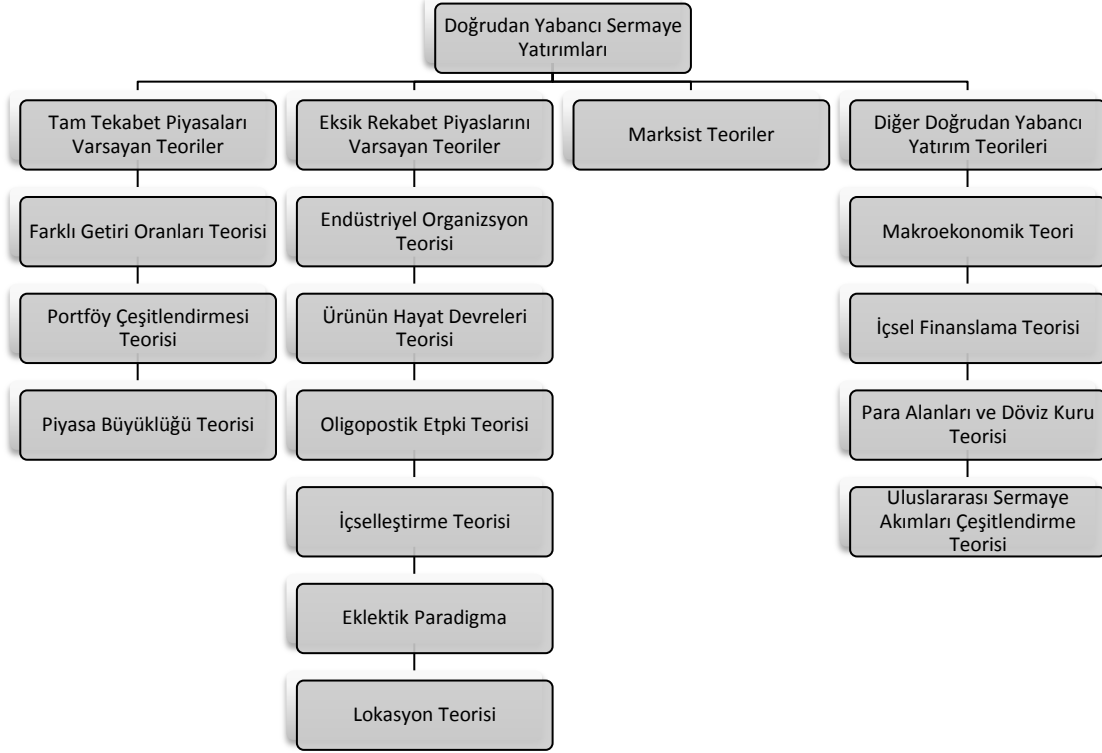 Doğrudan Yabancı Sermaye
Yatırımları
Tam Tekabet Piyasaları
Varsayan Teoriler
Farklı Getiri Oranları Teorisi
Portföy Çeşitlendirmesi
Teorisi
Piyasa Büyüklüğü Teorisi
Eksik Rekabet Piyaslarını
Varsayan Teoriler
Endüstriyel Organizsyon
Teorisi
Ürünün Hayat Devreleri
Teorisi
Oligopostik Etpki Teorisi
İçselleştirme Teorisi
Eklektik Paradigma
Lokasyon Teorisi
Marksist Teoriler
Diğer Doğrudan Yabancı
Yatırım Teorileri
Makroekonomik Teori
İçsel Finanslama Teorisi
Para Alanları ve Döviz Kuru
Teorisi
Uluslararası Sermaye
Akımları Çeşitlendirme
Teorisi